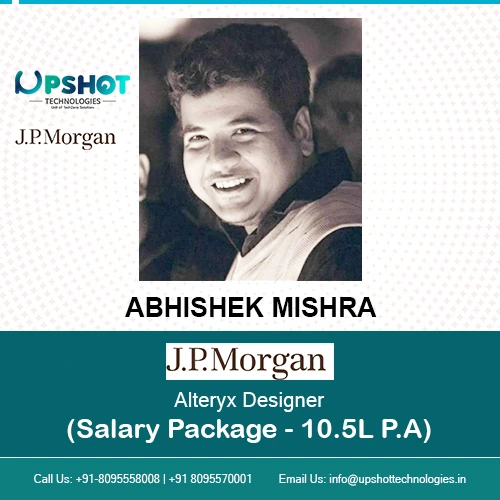 UPSHOT
TECHNOLOGIES
J.P.Morgan
ABHISHEK MISHRA
J.P.Morgan
Alteryx Designer
(Salary Package - 10.5L P.A)
Call Us: +91-8095558008 | +91 8095570001 Email Us: info@upshottechnologies.in